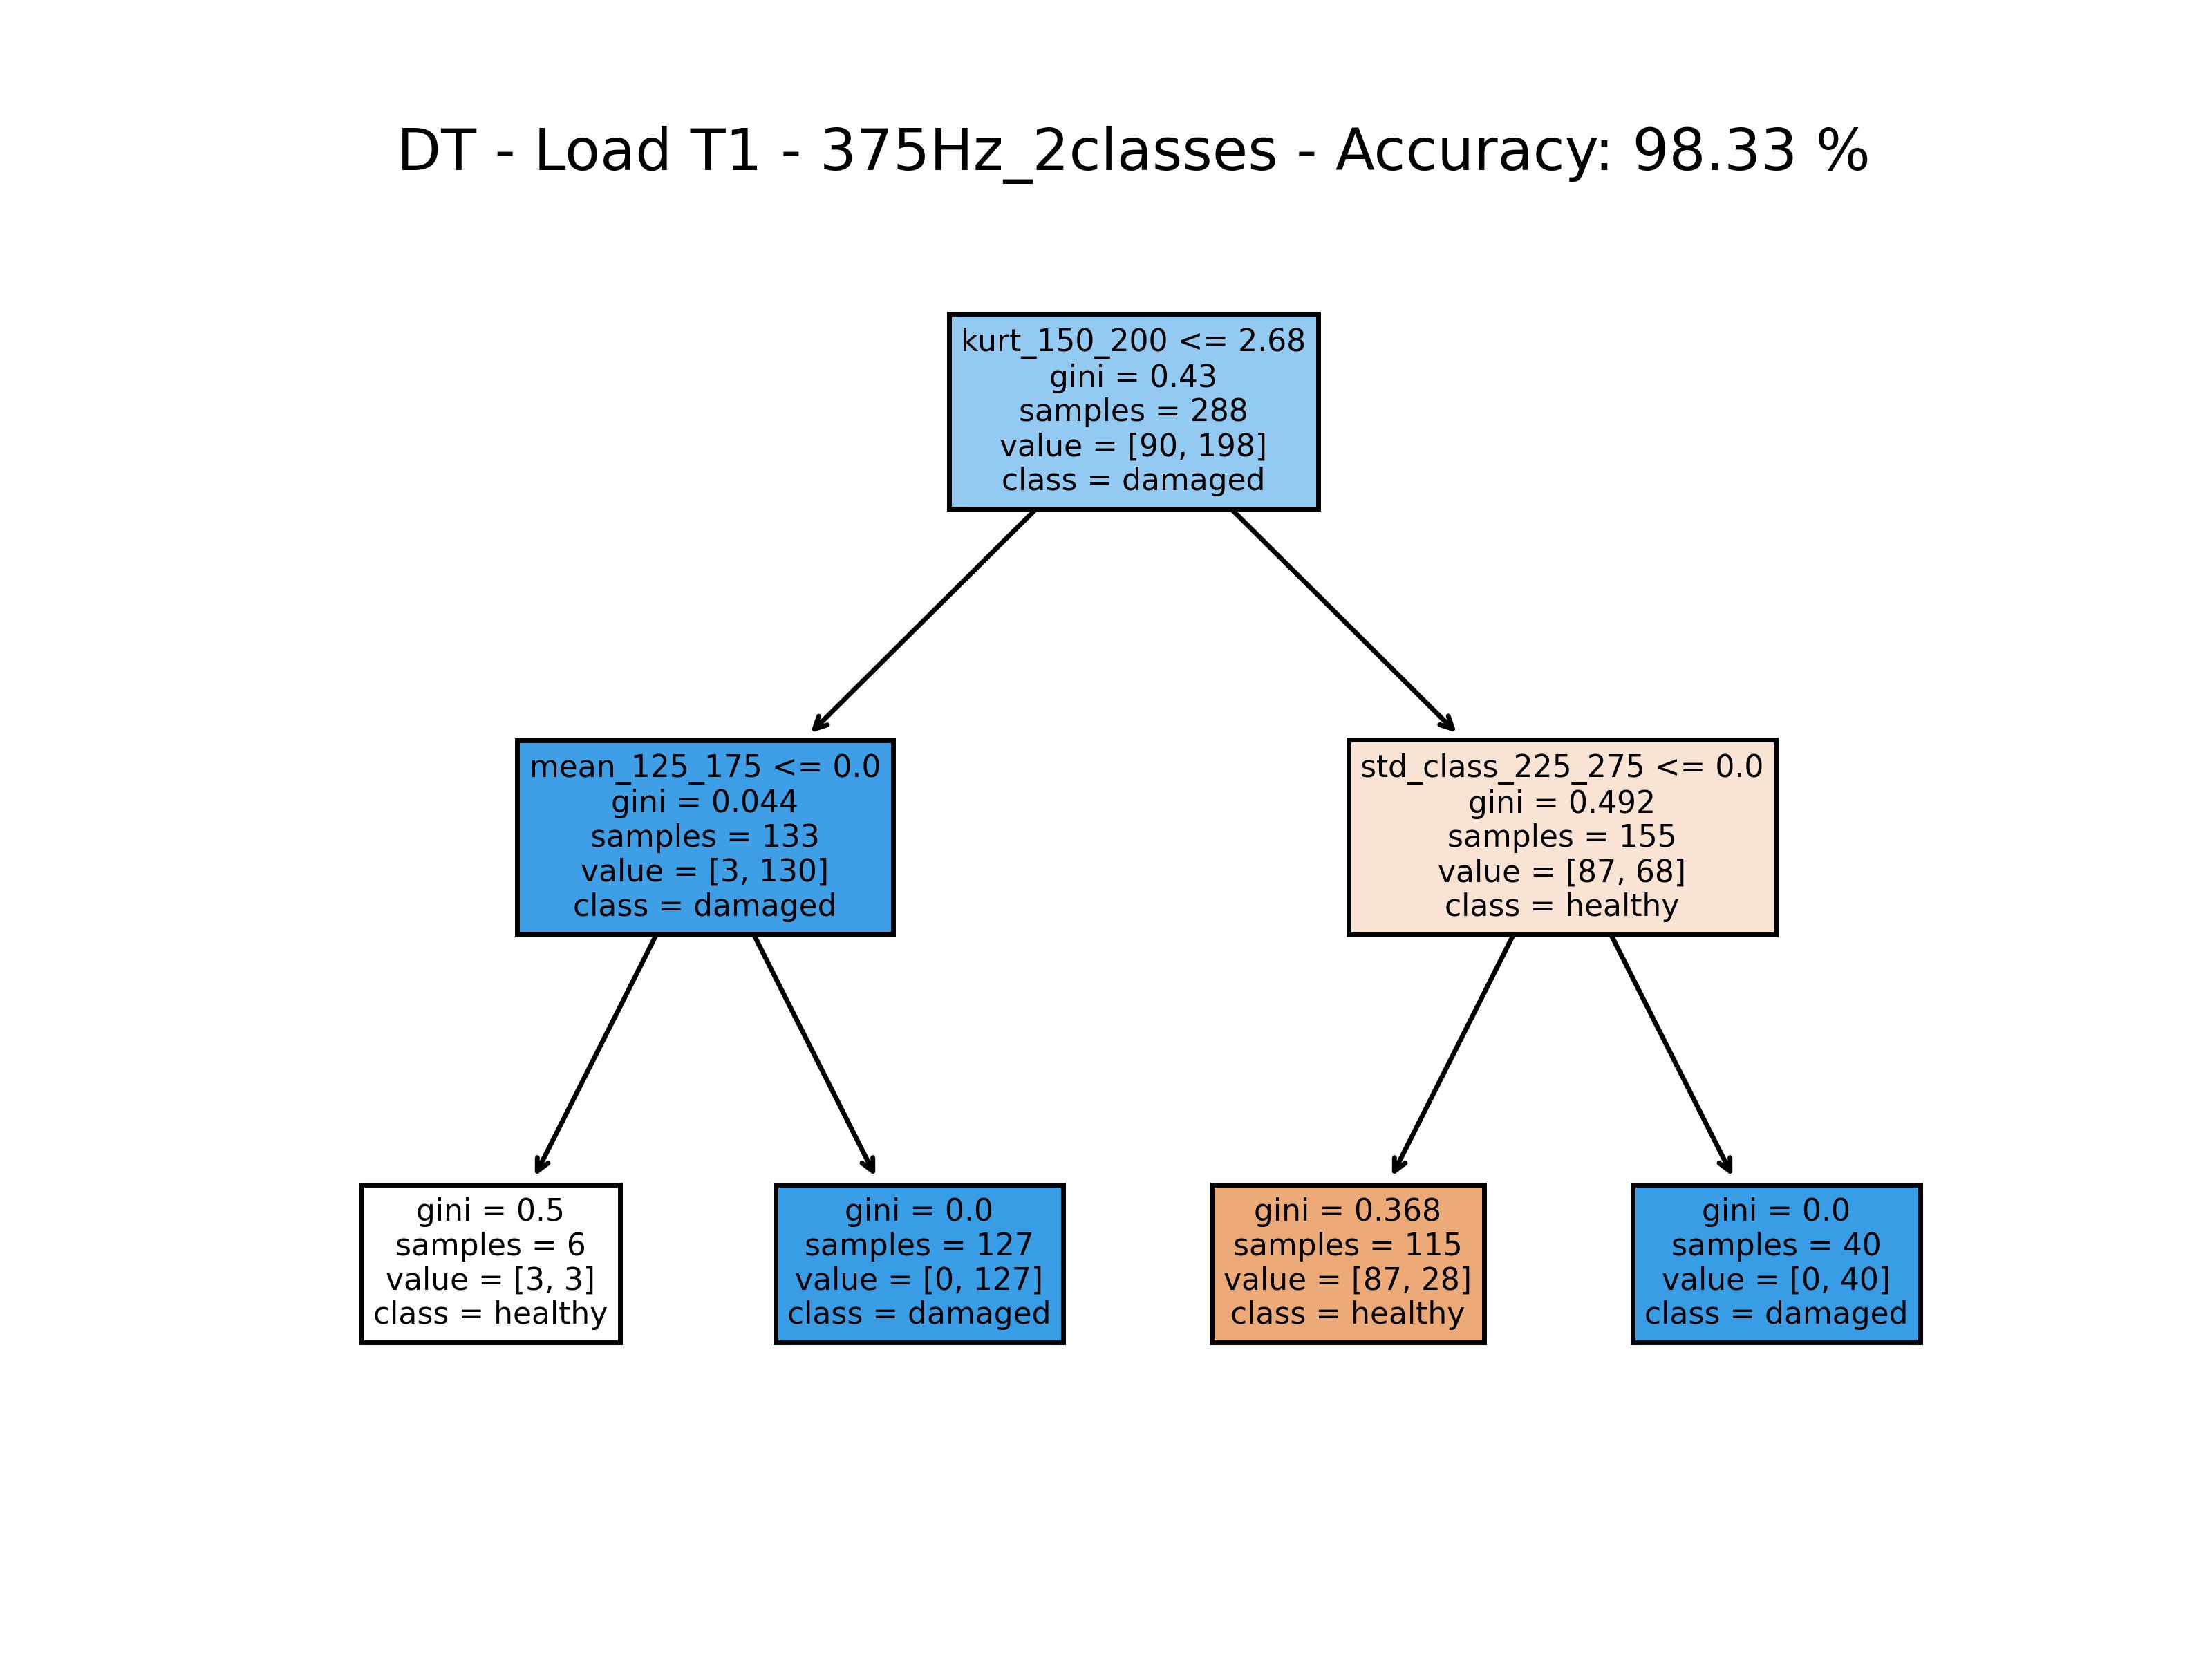 DT - Load T1 - 375Hz_2classes - Accuracy: 98.33 %
kurt_150_200 <= 2.68
gini = 0.43
samples = 288
value = [90, 198]
class = damaged
mean_125_175 <= 0.0
gini = 0.044
samples = 133
value = [3, 130]
class = damaged
std_class_225_275 <= 0.0
gini = 0.492
samples = 155
value = [87, 68]
class = healthy
gini = 0.5
samples = 6
value = [3, 3]
class = healthy
gini = 0.0
samples = 127
value = [0, 127]
class = damaged
gini = 0.368
samples = 115
value = [87, 28]
class = healthy
gini = 0.0
samples = 40
value = [0, 40]
class = damaged